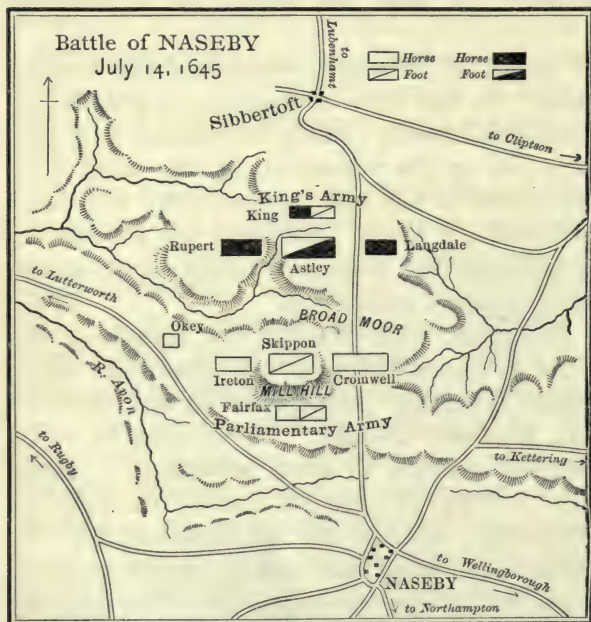 Battle of NASEBY
July 14, 1645
to
Lubenham
Horse Horse
Foot Foot
Sibbertoft
to Clipston
King's Army
King
Rupert
Langdale
Astley
to Lutterworth
BROAD MOOR
Okey
Skippon
Ireton
Cromwell
MILL HILL
R. Avon
Fairfax
Parliamentary Army
to Rugby
to Kettering
to Wellingborough
NASEBY
to Northampton